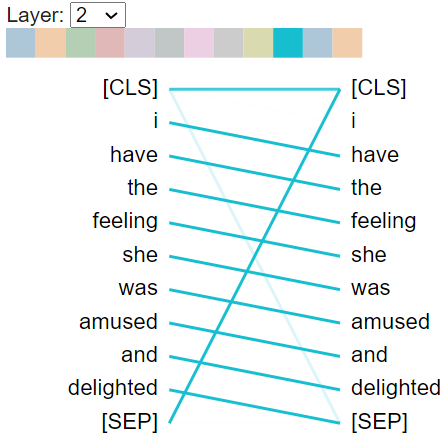 Layer: 2
[CLS] [CLS]
i i
have have
the the
feeling feeling
she she
was was
amused amused
and and
delighted delighted
[SEP] [SEP]